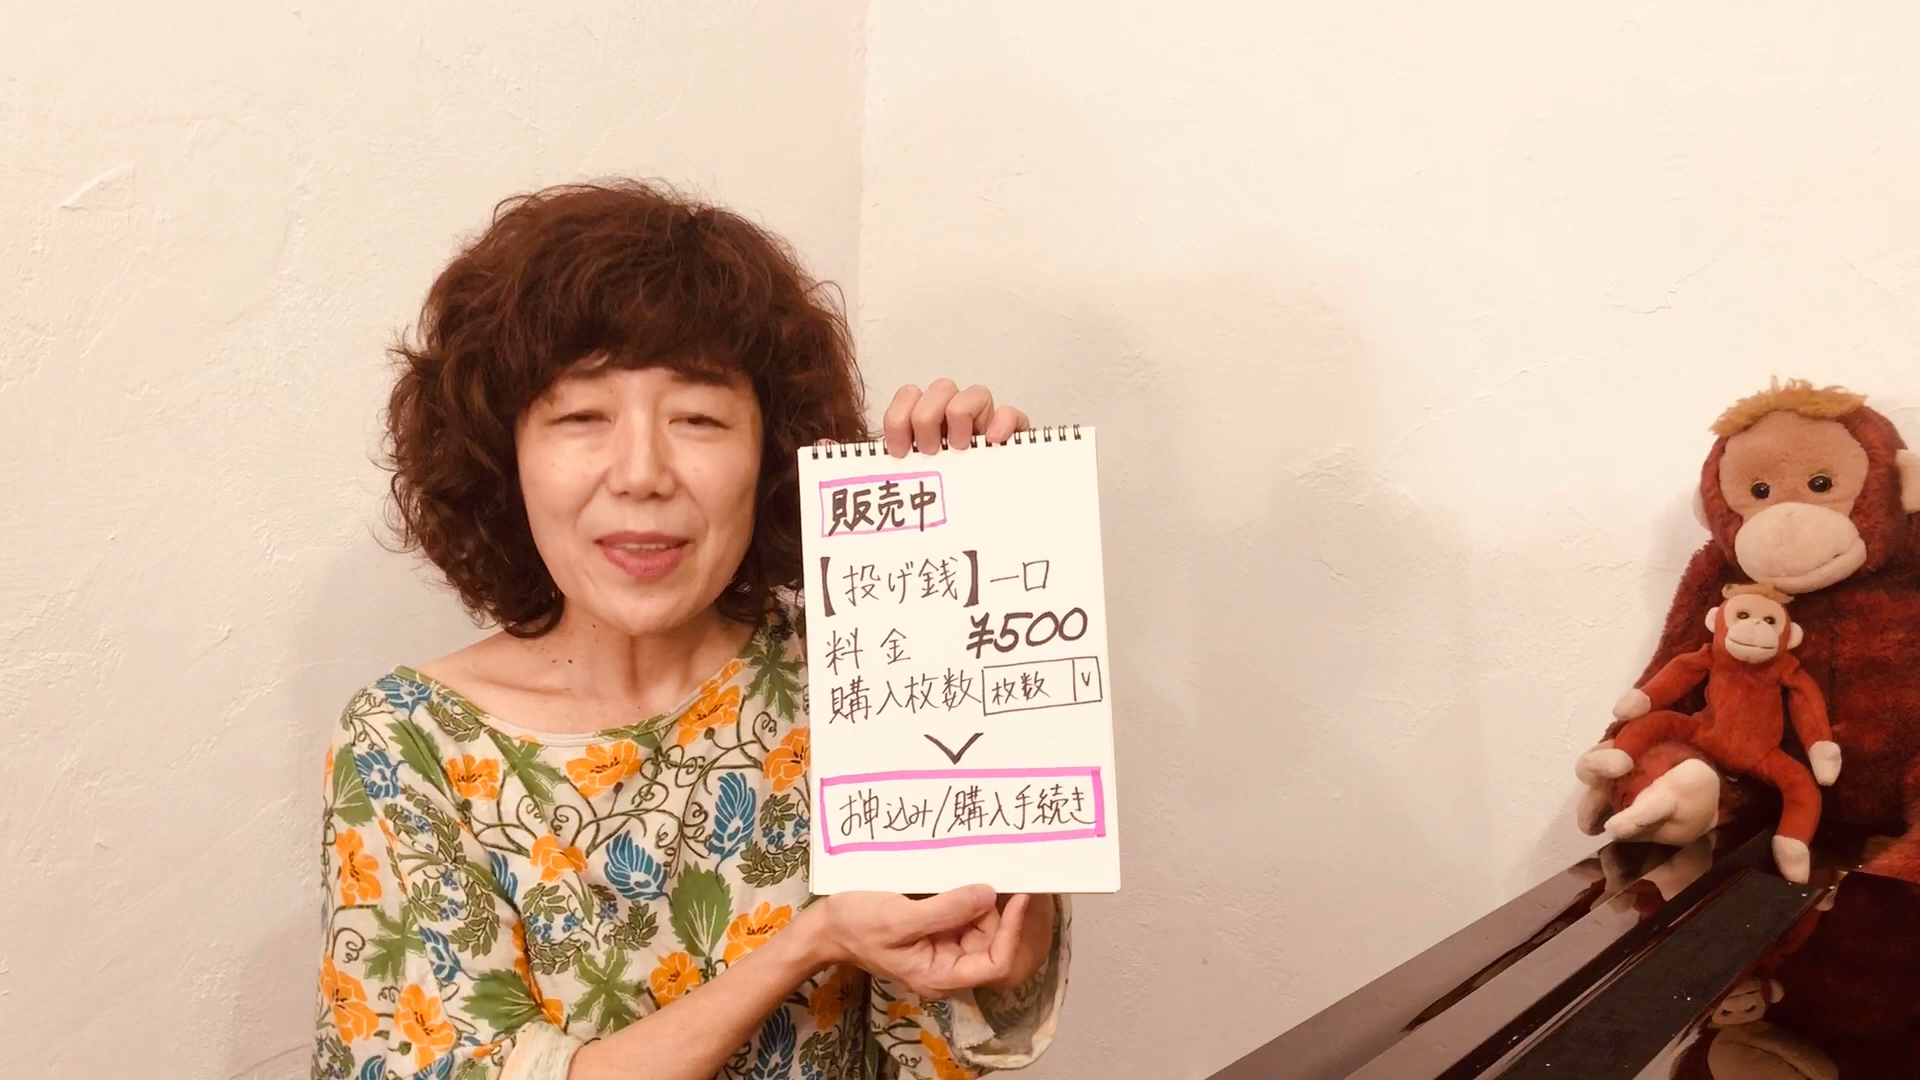 販売中
【投げ銭】一口
料金 ¥500
購入枚数 枚数 ∨
お申込み/購入手続き